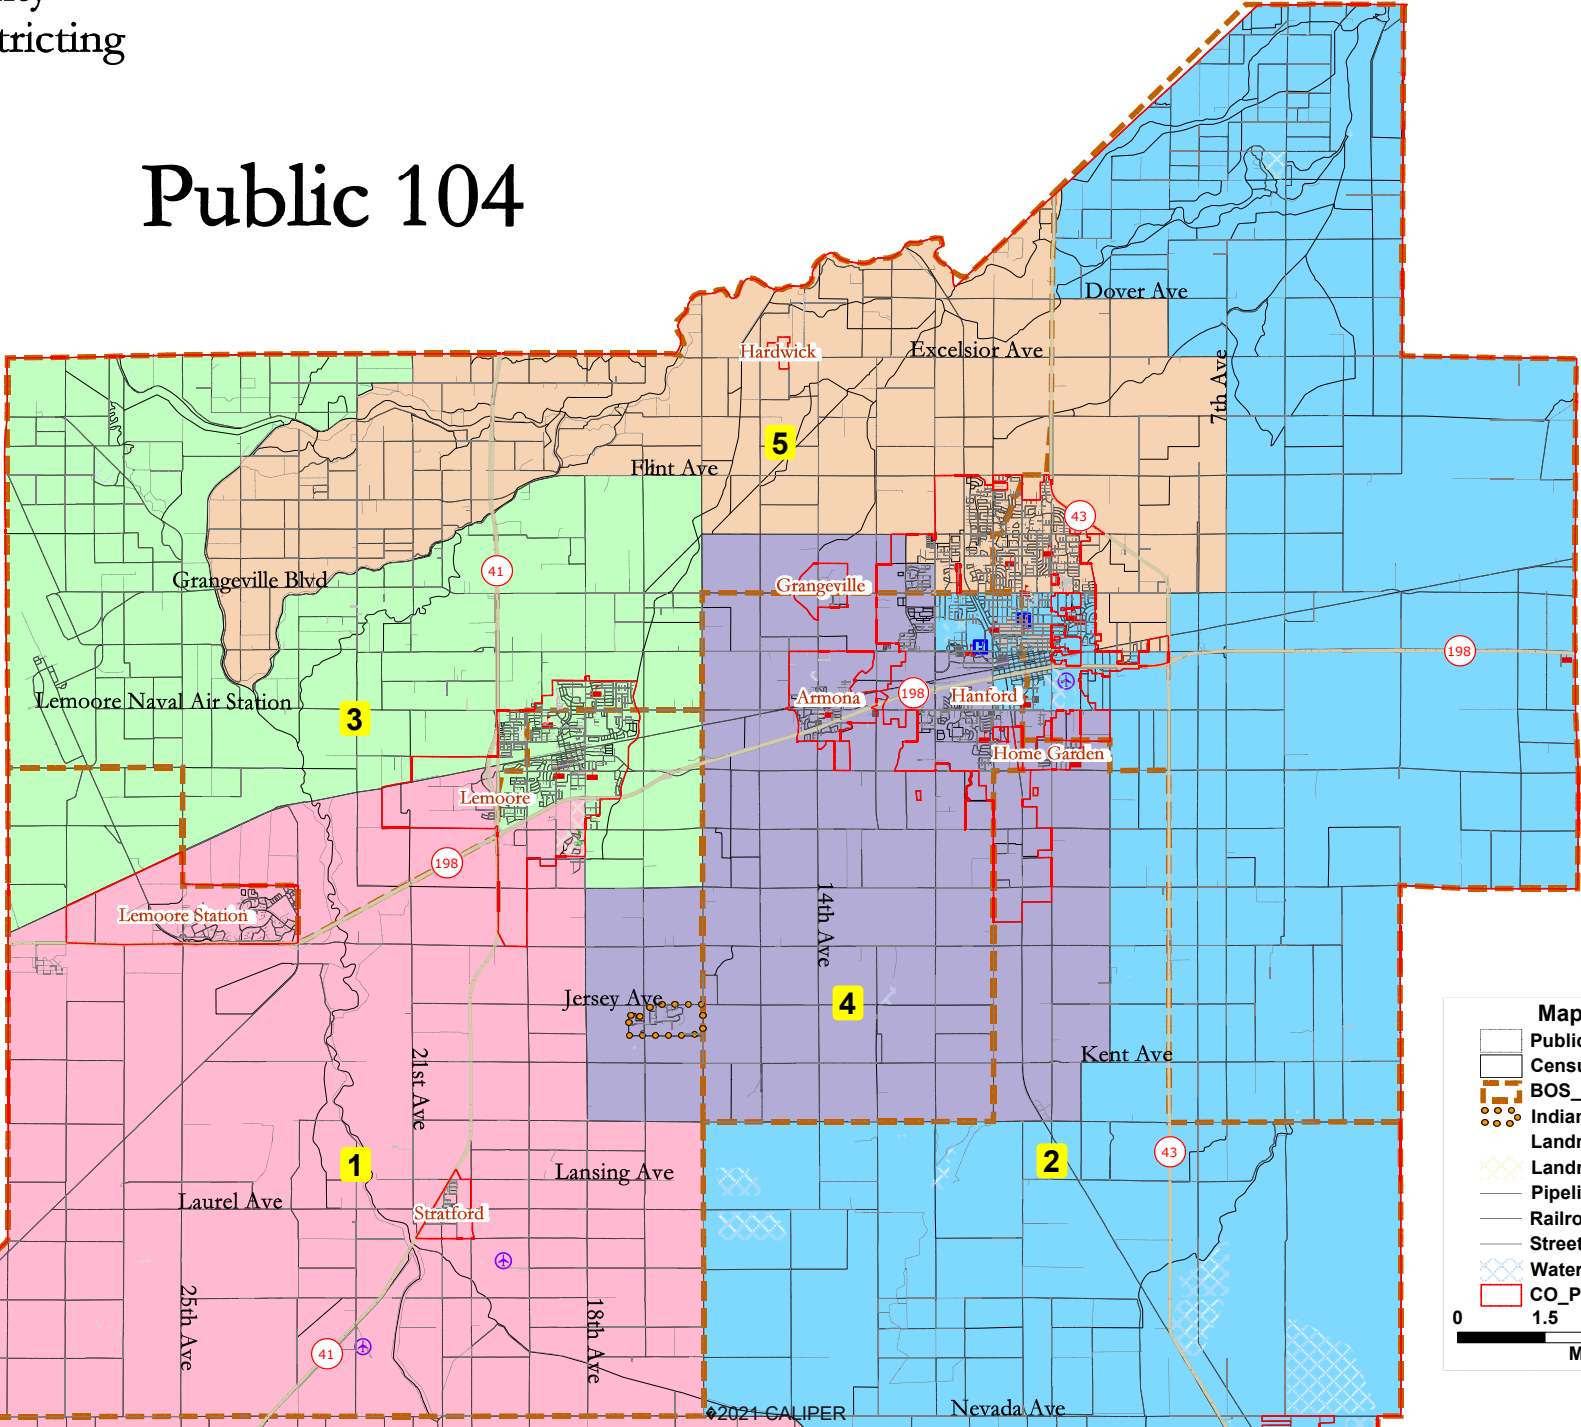 tricting
Public 104
Dover Ave
Hardwick
Excelsior Ave
7th Ave
5
Flint Ave
43
41
Grangeville Blvd
Grangeville
198
Lemoore Naval Air Station
3
Armona
198
Hanford
Home Garden
Lemoore
198
Lemoore Station
14th Ave
Jersey Ave
4
21st Ave
Kent Ave
1
Lansing Ave
2
43
Laurel Ave
Stratford
25th Ave
18th Ave
41
Nevada Ave
�2021 CALIPER
Map
Public
Censu
BOS_
Indian
Landm
Landm
Pipeli
Railro
Street
Water
CO_P
0 1.5
M